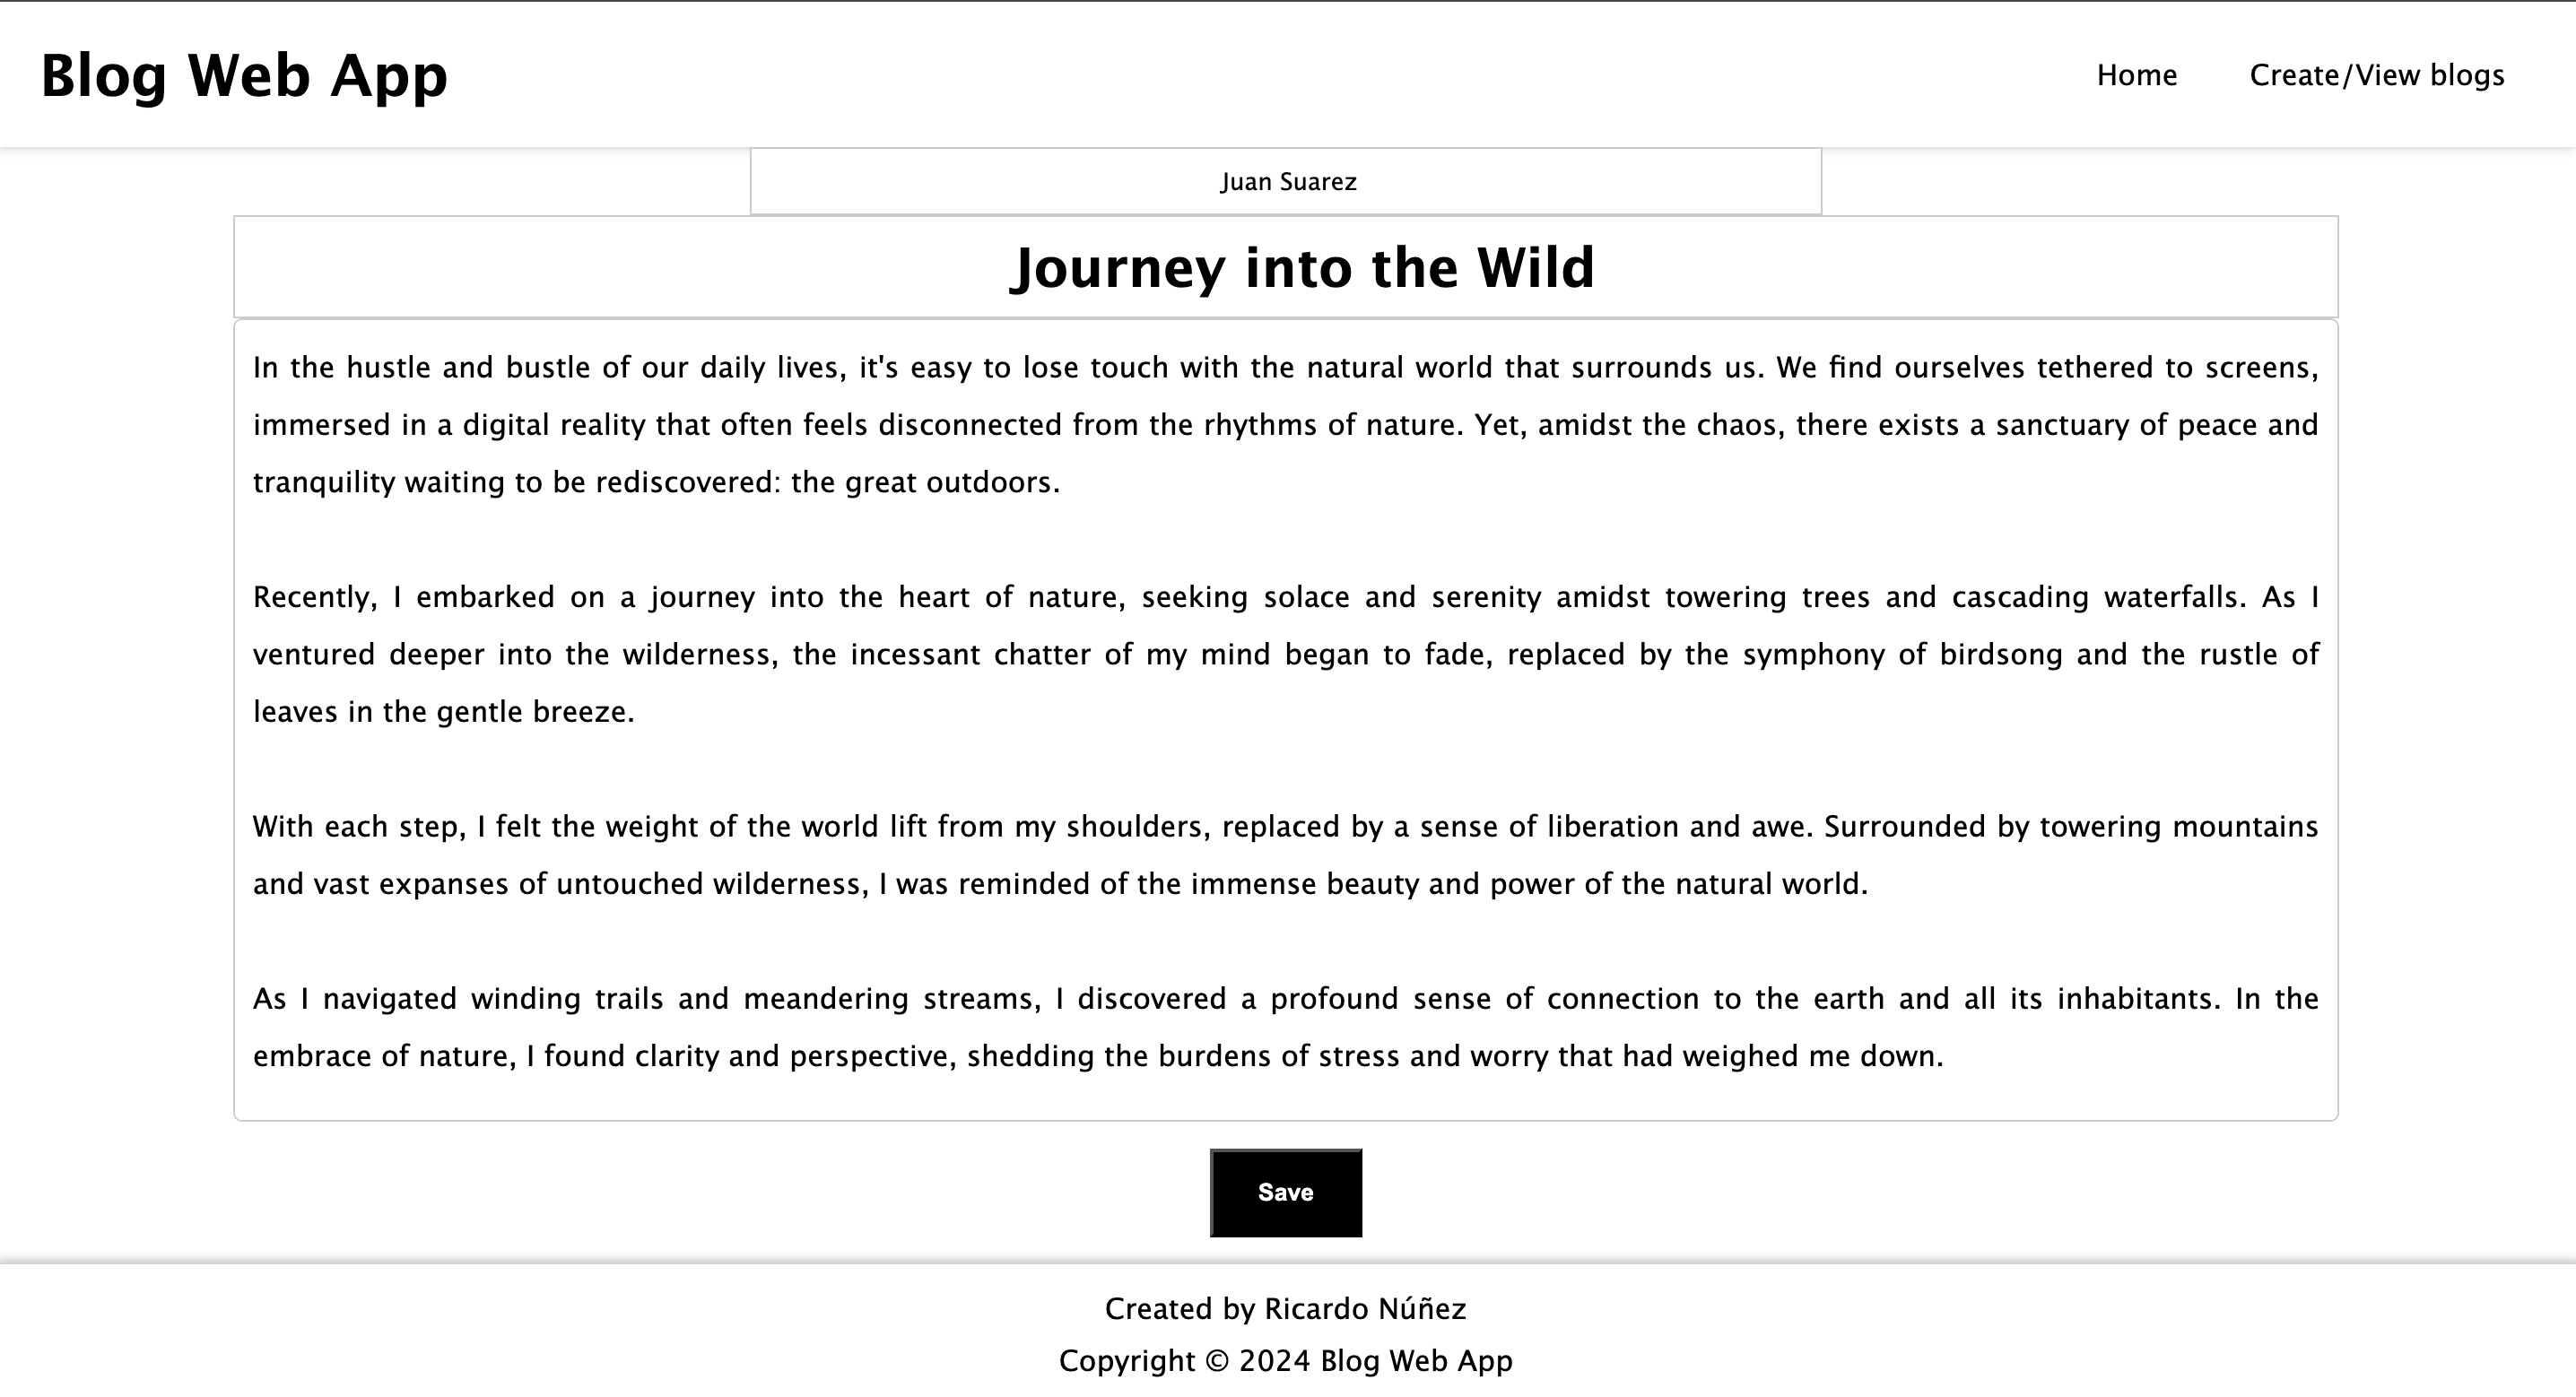 Blog Web App
Home
Create/View blogs
Juan Suarez
Journey into the Wild
In the hustle and bustle of our daily lives, it's easy to lose touch with the natural world that surrounds us. We find ourselves tethered to screens,
immersed in a digital reality that often feels disconnected from the rhythms of nature. Yet, amidst the chaos, there exists a sanctuary of peace and
tranquility waiting to be rediscovered: the great outdoors.
Recently, I embarked on a journey into the heart of nature, seeking solace and serenity amidst towering trees and cascading waterfalls. As I
ventured deeper into the wilderness, the incessant chatter of my mind began to fade, replaced by the symphony of birdsong and the rustle of
leaves in the gentle breeze.
With each step, I felt the weight of the world lift from my shoulders, replaced by a sense of liberation and awe. Surrounded by towering mountains
and vast expanses of untouched wilderness, I was reminded of the immense beauty and power of the natural world.
As I navigated winding trails and meandering streams, I discovered a profound sense of connection to the earth and all its inhabitants. In the
embrace of nature, I found clarity and perspective, shedding the burdens of stress and worry that had weighed me down.
Save
Created by Ricardo Núñez
Copyright © 2024 Blog Web App